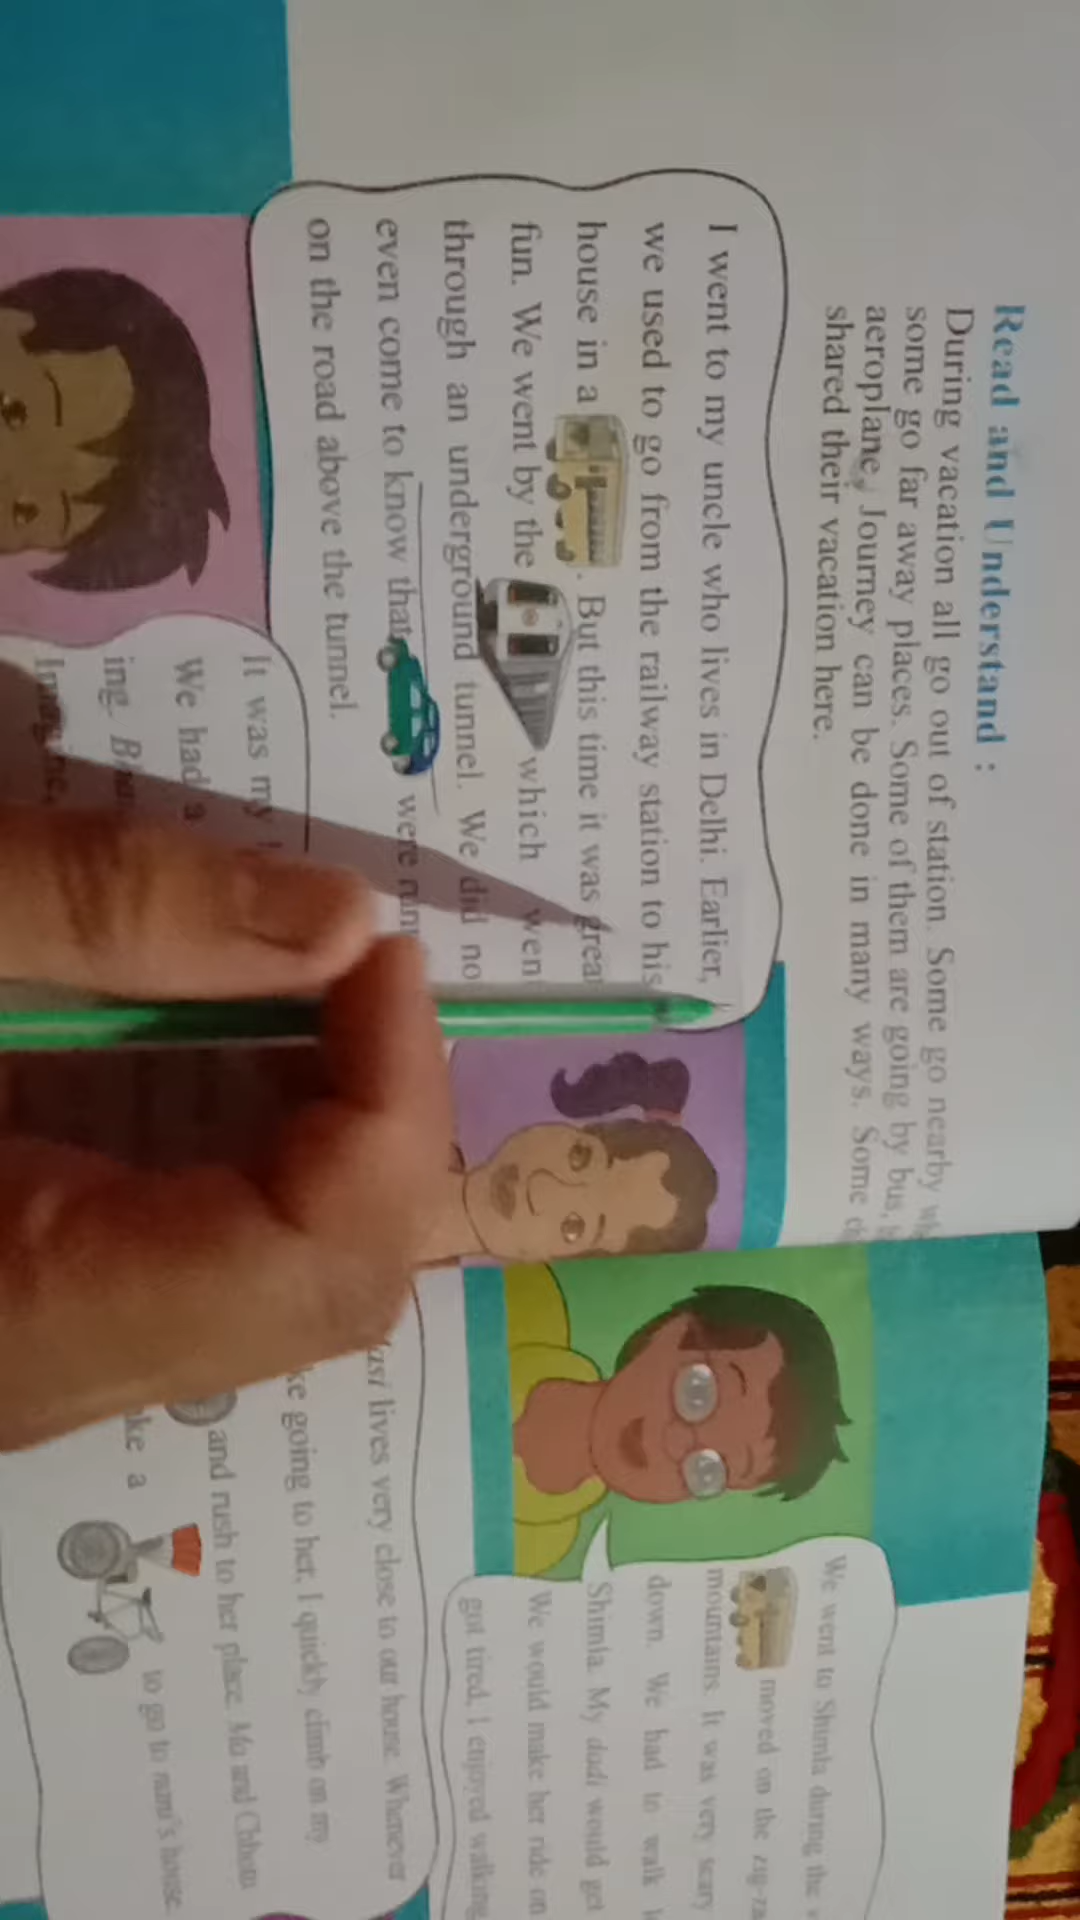 Read and Understand :
During vacation all go out of station. Some go nearby
some go far away places. Some of them are going by bus,
aeroplane. Journey can be done in many ways. Some
shared their vacation here.
I went to my uncle who lives in Delhi. Earlier,
we used to go from the railway station to his
house in a . But this time it was great
fun. We went by the which
through an underground tunnel. We did
even come to know that were
on the road above the tunnel.
It was my
We had a
ing.
We went to Shimla during the
moved on the
mountains. It was very scary
down. We had to walk
Shimla. My dadi would get
We would make her ride on
got tired, I enjoyed walking
lives very close to our house. Whenever
going to her, I quickly climb on my
and rush to her place. Ma and
a to go to nani's house.